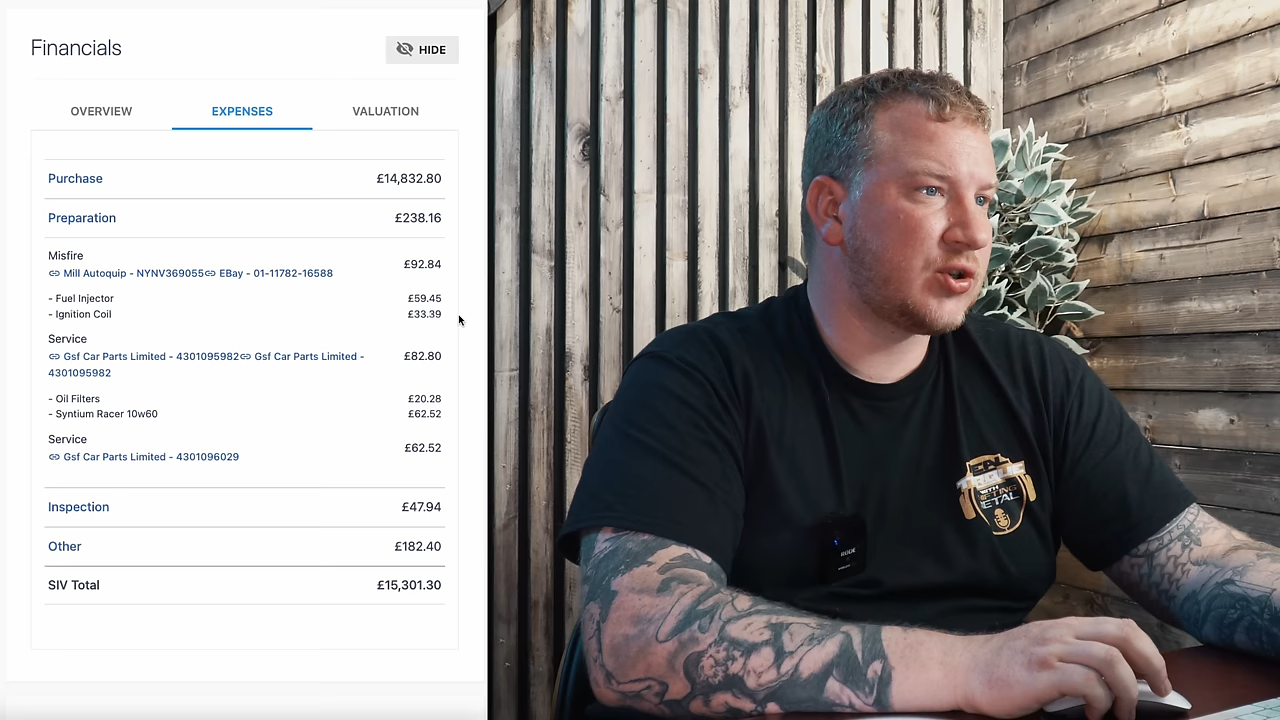 Financials
HIDE
OVERVIEW
EXPENSES
VALUATION
Purchase
£14,832.80
Preparation
£238.16
Misfire
Mill Autoquip - NYNV369055 EBay - 01-11782-16588
£92.84
- Fuel Injector
£59.45
- Ignition Coil
£33.39
Service
Gsf Car Parts Limited - 4301095982 Gsf Car Parts Limited -
4301095982
£82.80
- Oil Filters
£20.28
- Syntium Racer 10w60
£62.52
Service
Gsf Car Parts Limited - 4301096029
£62.52
Inspection
£47.94
Other
£182.40
SIV Total
£15,301.30
TORQUE
WITH
RODE